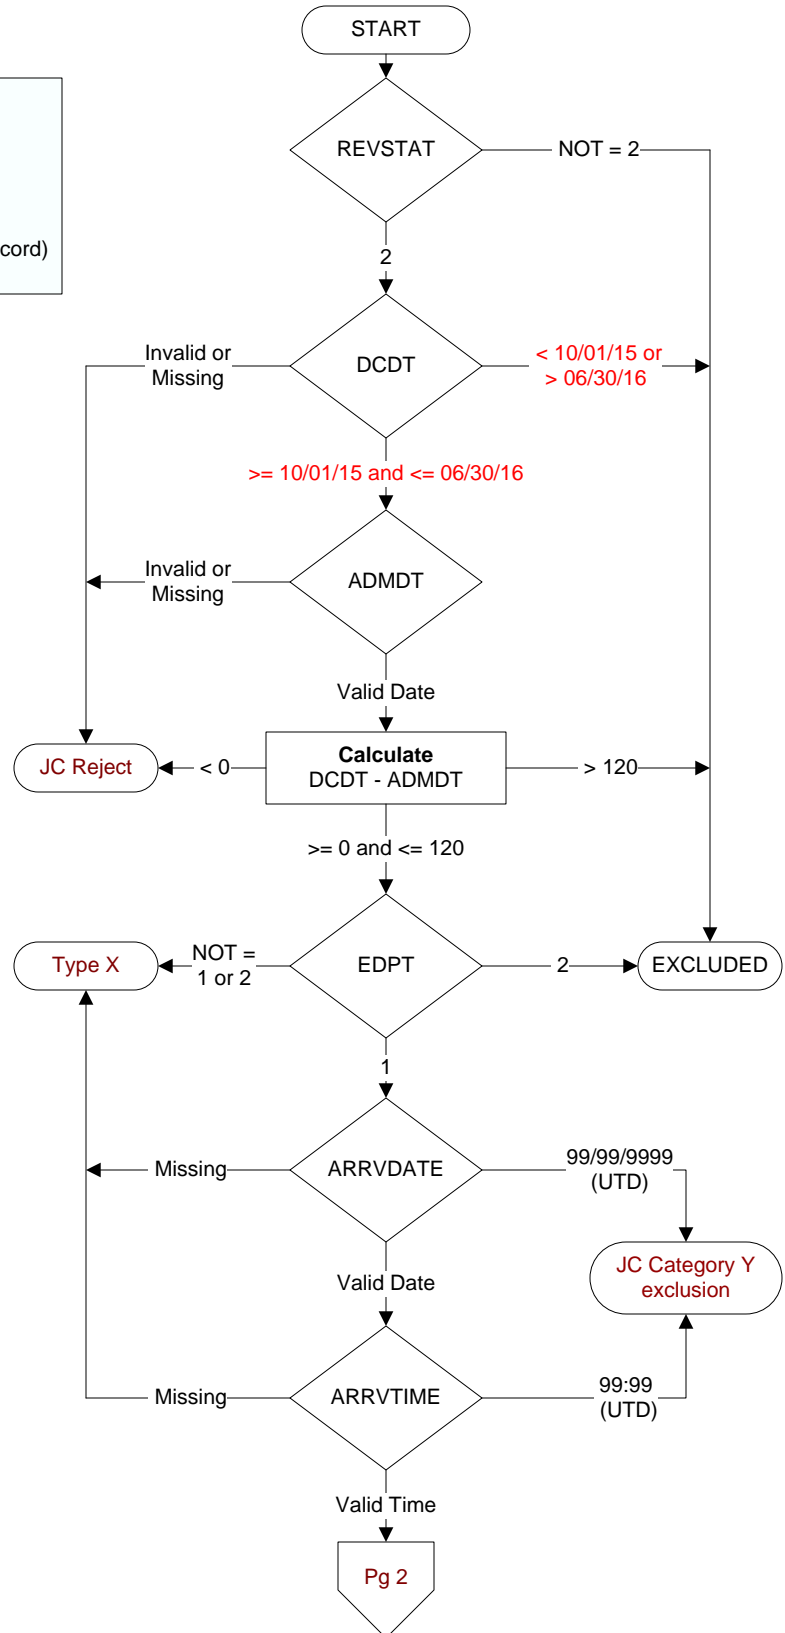 START
REVSTAT
NOT = 2
cord)
2
Invalid or
Missing
DCDT
< 10/01/15 or
> 06/30/16
>= 10/01/15 and <= 06/30/16
Invalid or
Missing
ADMDT
Valid Date
JC Reject
< 0
Calculate
DCDT - ADMDT
> 120
>= 0 and <= 120
Type X
NOT =
1 or 2
EDPT
2
EXCLUDED
1
Missing
ARRVDATE
99/99/9999
(UTD)
Valid Date
JC Category Y
exclusion
Missing
ARRVTIME
99:99
(UTD)
Valid Time
Pg 2